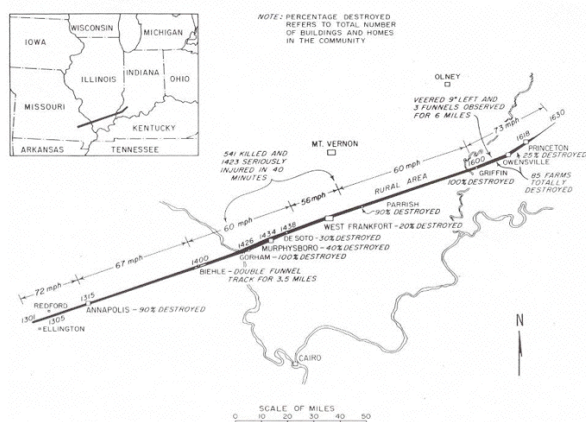 NOTE: PERCENTAGE DESTROYED
REFERS TO TOTAL NUMBER
OF BUILDINGS AND HOMES
IN THE COMMUNITY
WISCONSIN
MICHIGAN
IOWA
ILLINOIS
INDIANA
OHIO
MISSOURI
KENTUCKY
ARKANSAS
TENNESSEE
OLNEY
VEERED 9° LEFT AND
3 FUNNELS OBSERVED
FOR 6 MILES
73 mph
1630
1618
PRINCETON
25% DESTROYED
OWENSVILLE
1600
GRIFFIN
100% DESTROYED
85 FARMS
TOTALLY
DESTROYED
MT. VERNON
541 KILLED AND
1423 SERIOUSLY
INJURED IN 40
MINUTES
60 mph
RURAL AREA
56 mph
PARRISH
90% DESTROYED
WEST FRANKFORT-20% DESTROYED
60 mph
1426
1434
1438
DE SOTO-30% DESTROYED
MURPHYSBORO-40% DESTROYED
GORHAM-100% DESTROYED
67 mph
1400
BIEHLE-DOUBLE FUNNEL
TRACK FOR 3.5 MILES
72 mph
REDFORD
1315
ANNAPOLIS-90% DESTROYED
1301
1305
ELLINGTON
CAIRO
N
SCALE OF MILES
0 10 20 30 40 50